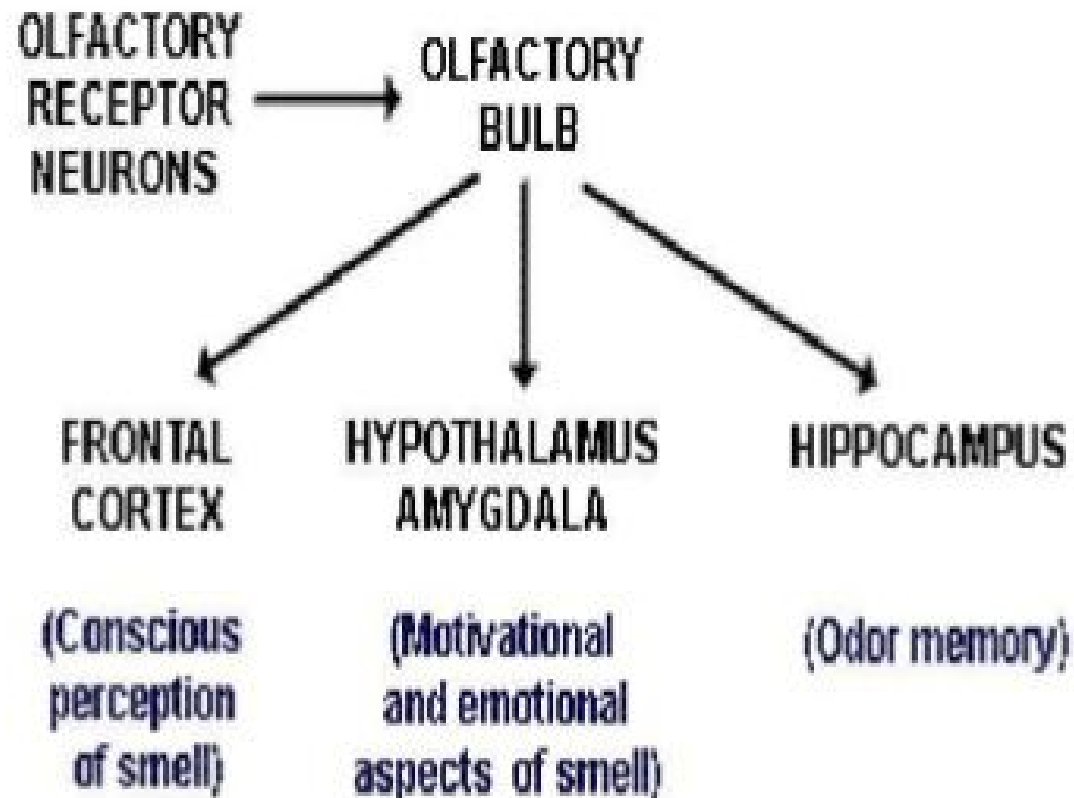 OLFACTORY
RECEPTOR
NEURONS
OLFACTORY
BULB
FRONTAL
CORTEX
HYPOTHALAMUS
AMYGDALA
HIPPOCAMPUS
(Conscious
perception
of smell)
(Motivational
and emotional
aspects of smell)
(Odor memory)